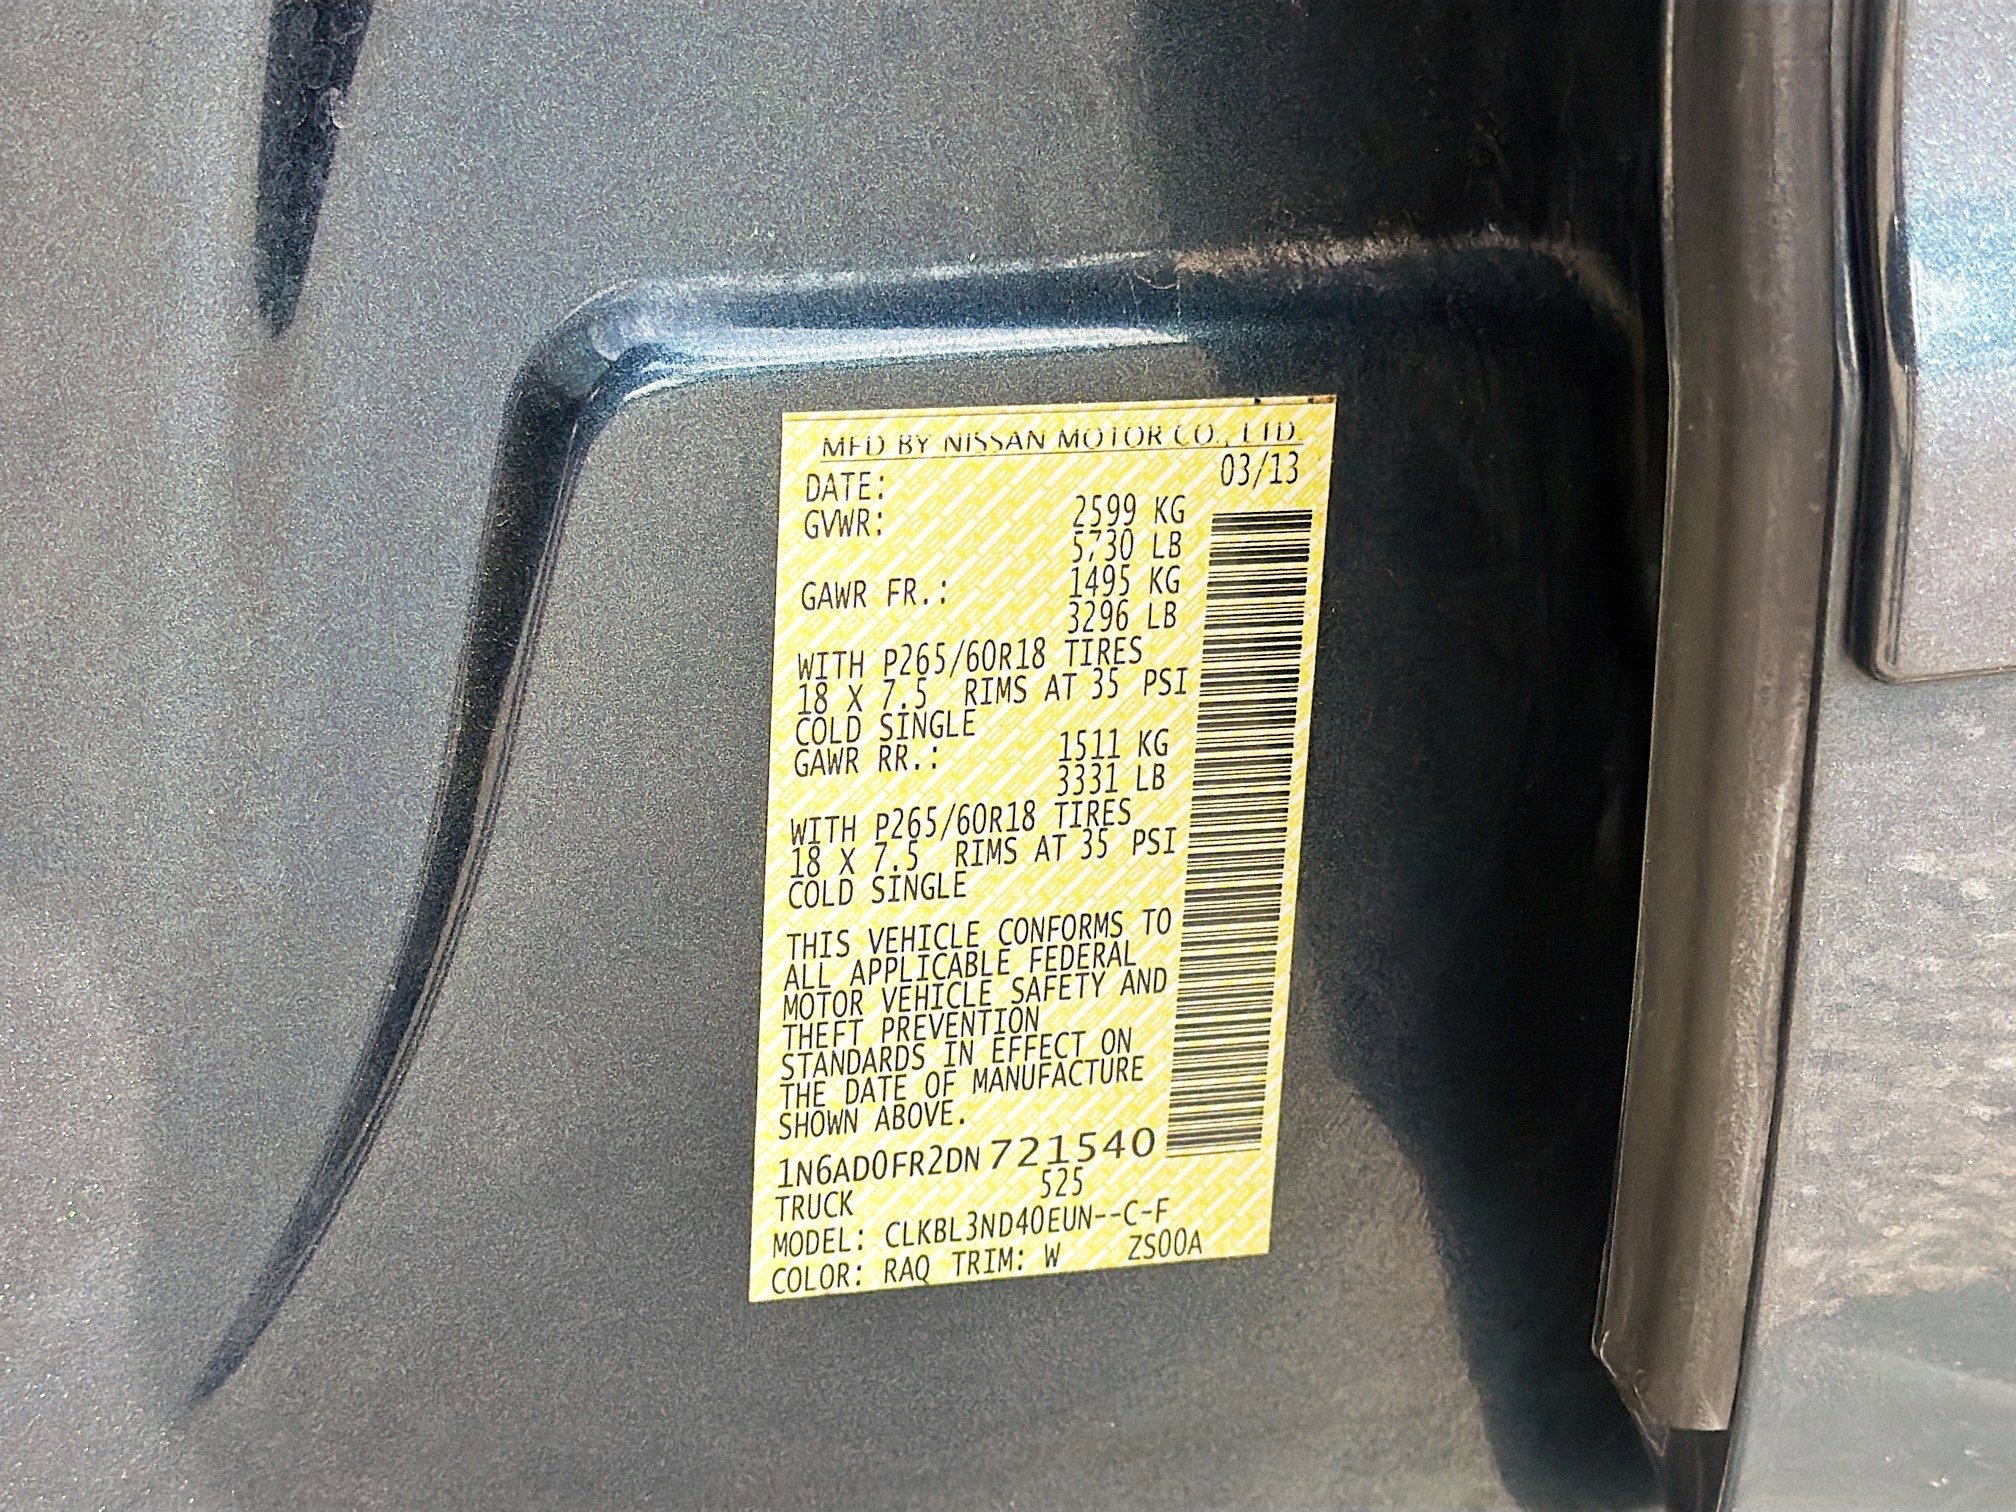 MFD BY NISSAN MOTOR CO., LTD.
DATE: 03/13
GVWR: 2599 KG
5730 LB
GAWR FR.: 1495 KG
3296 LB
WITH P265/60R18 TIRES
18 X 7.5 RIMS AT 35 PSI
COLD SINGLE
GAWR RR.: 1511 KG
3331 LB
WITH P265/60R18 TIRES
18 X 7.5 RIMS AT 35 PSI
COLD SINGLE
THIS VEHICLE CONFORMS TO
ALL APPLICABLE FEDERAL
MOTOR VEHICLE SAFETY AND
THEFT PREVENTION
STANDARDS IN EFFECT ON
THE DATE OF MANUFACTURE
SHOWN ABOVE.
1N6AD0FR2DN721540
TRUCK 525
MODEL: CLKBL3ND40EUN--C-F
COLOR: RAQ TRIM: W ZS00A